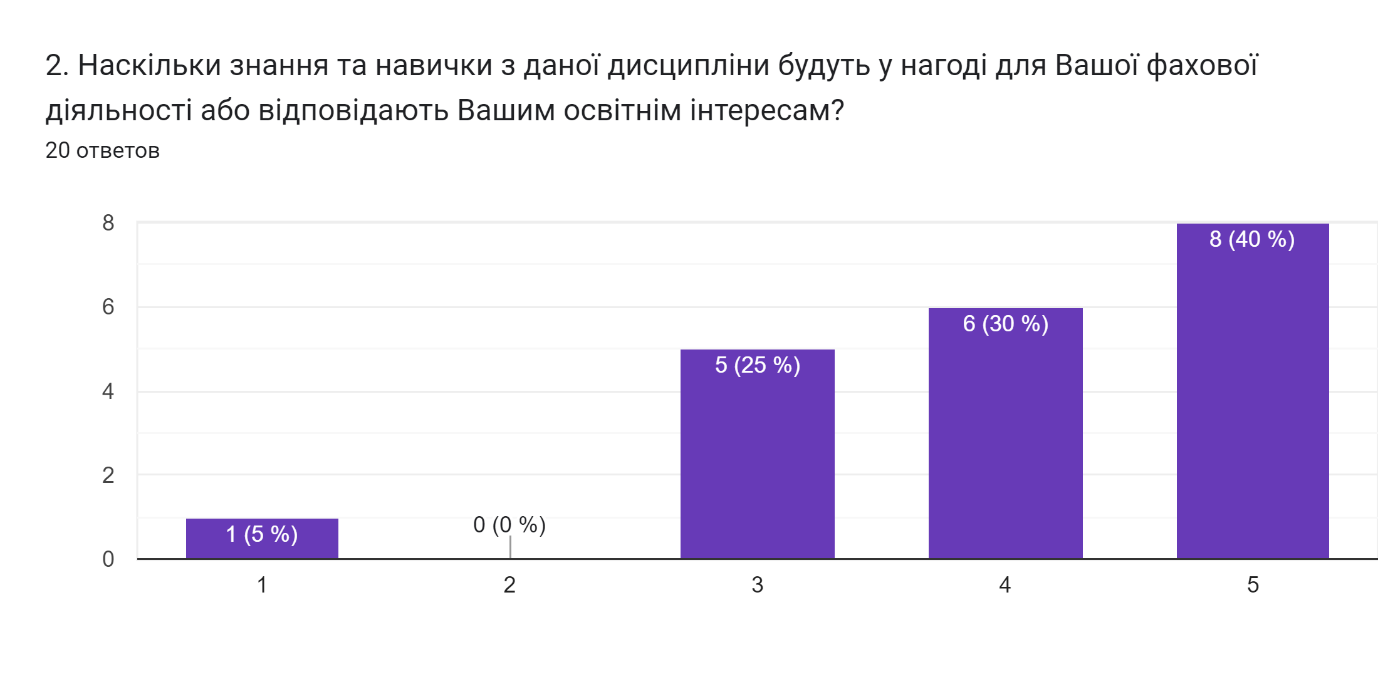 2. Наскільки знання та навички з даної дисципліни будуть у нагоді для Вашої фахової
діяльності або відповідають Вашим освітнім інтересам?
20 ответов
8
8 (40 %)
6
6 (30 %)
5 (25 %)
4
2
0 (0 %)
1 (5 %)
0
1 2 3 4 5